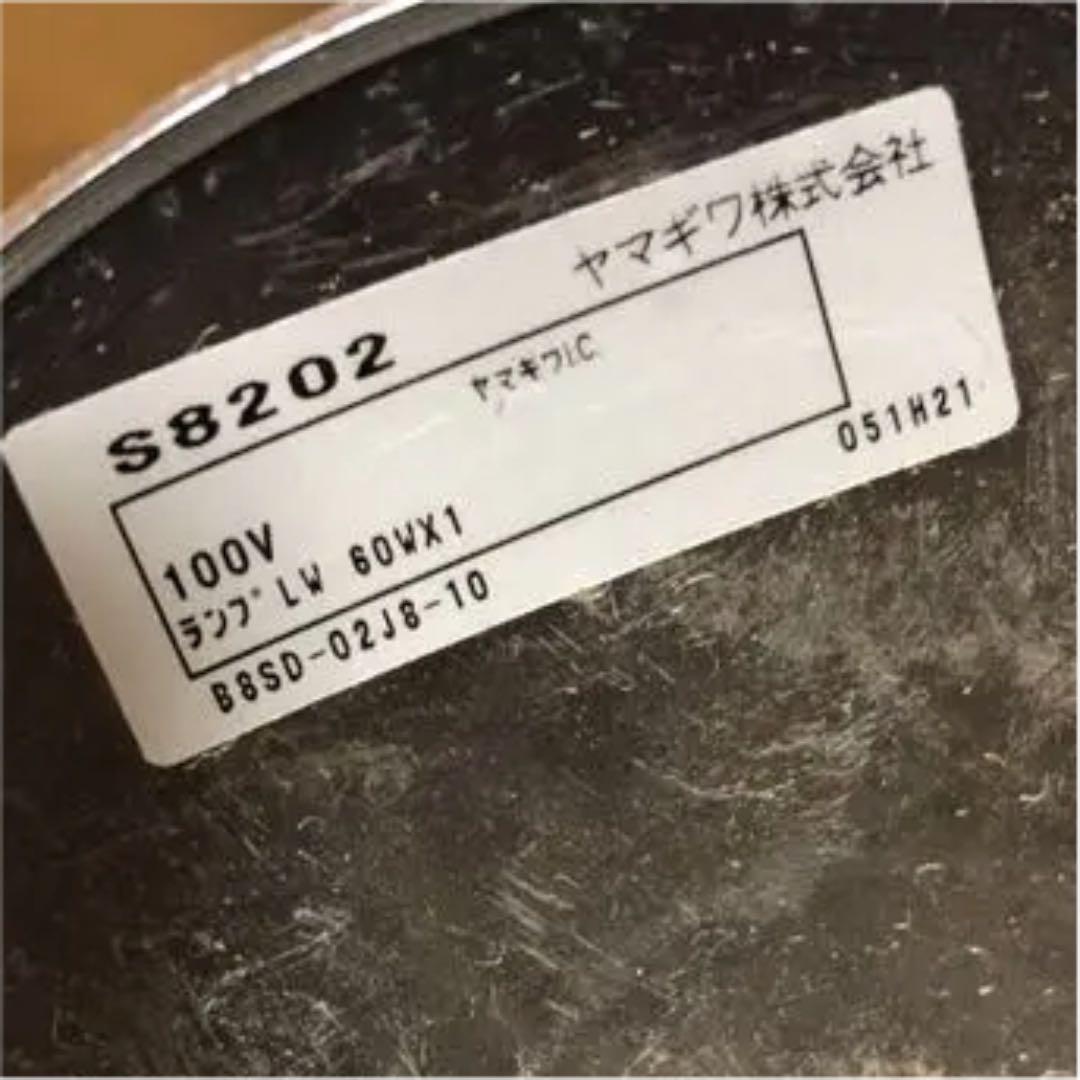 ヤマギワ株式会社
S8202
ヤマギワI.C.
100V
ランプ LW 60WX1
B8SD-02J8-10
051H21